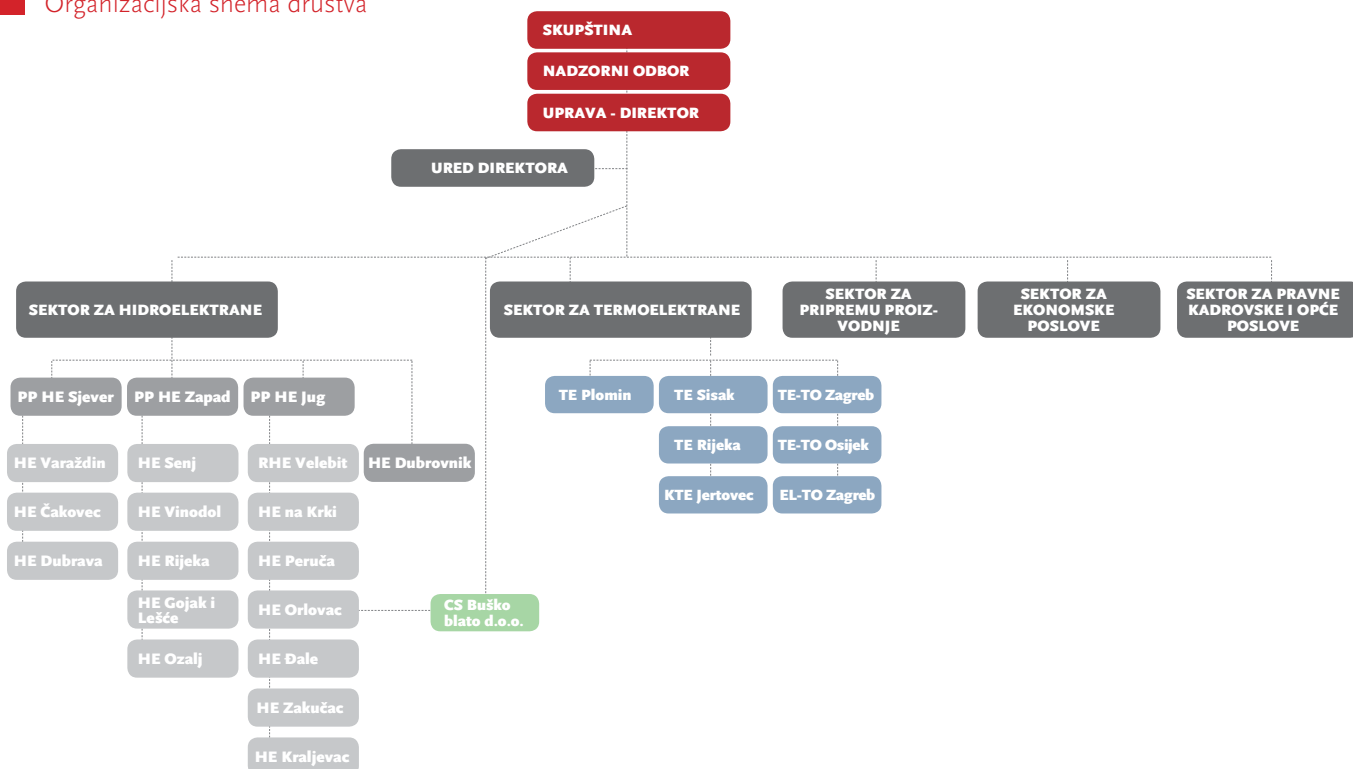 Organizacijska shema društva
SKUPŠTINA
NADZORNI ODBOR
UPRAVA - DIREKTOR
URED DIREKTORA
SEKTOR ZA HIDROELEKTRANE
SEKTOR ZA TERMOELEKTRANE
SEKTOR ZA
PRIPREMU PROIZ-
VODNJE
SEKTOR ZA
EKONOMSKE
POSLOVE
SEKTOR ZA PRAVNE
KADROVSKE I OPĆE
POSLOVE
PP HE Sjever
PP HE Zapad
PP HE Jug
HE Varaždin
HE Čakovec
HE Dubrava
HE Senj
HE Vinodol
HE Rijeka
HE Gojak i
Lešće
HE Ozalj
RHE Velebit
HE na Krki
HE Peruča
HE Orlovac
HE Đale
HE Zakučac
HE Kraljevac
HE Dubrovnik
CS Buško
blato d.o.o.
TE Plomin
TE Sisak
TE Rijeka
KTE Jertovec
TE-TO Zagreb
TE-TO Osijek
EL-TO Zagreb